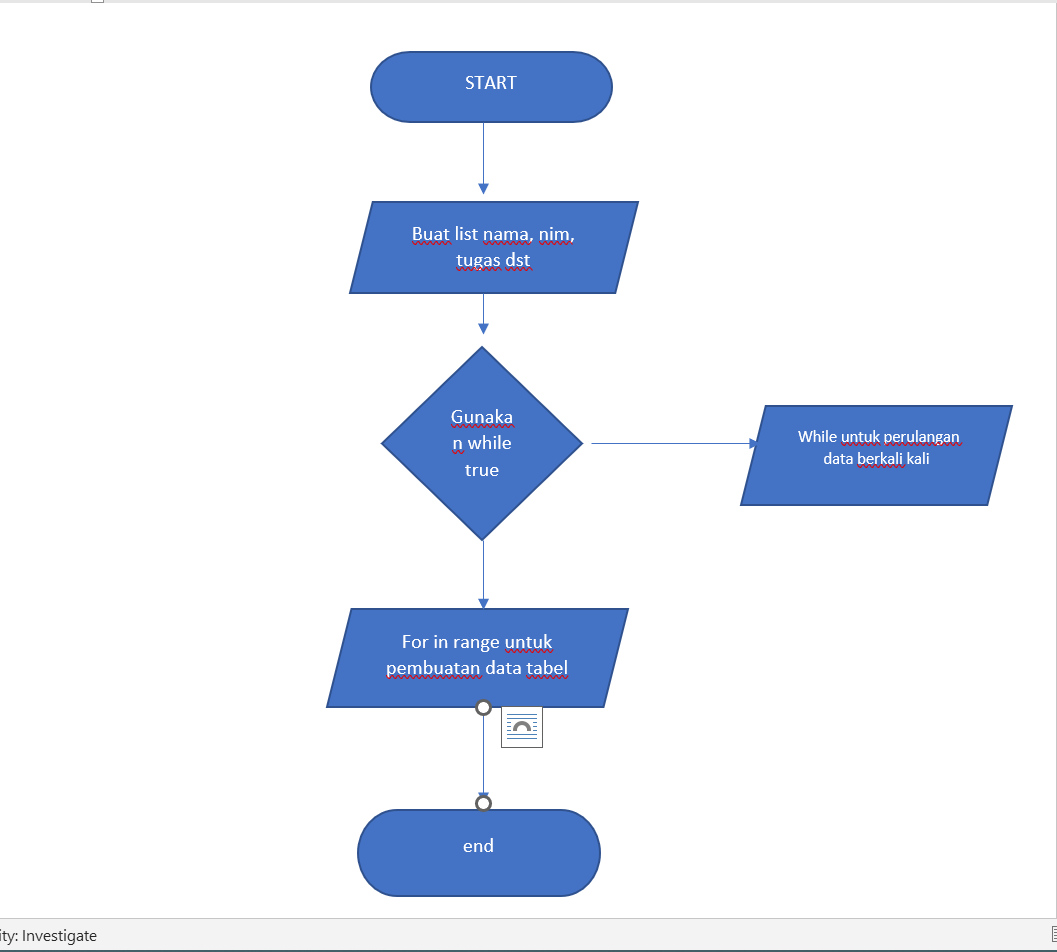 START
Buat list nama, nim,
tugas dst
Gunaka
n while
true
While untuk perulangan
data berkali kali
For in range untuk
pembuatan data tabel
end
ity: Investigate